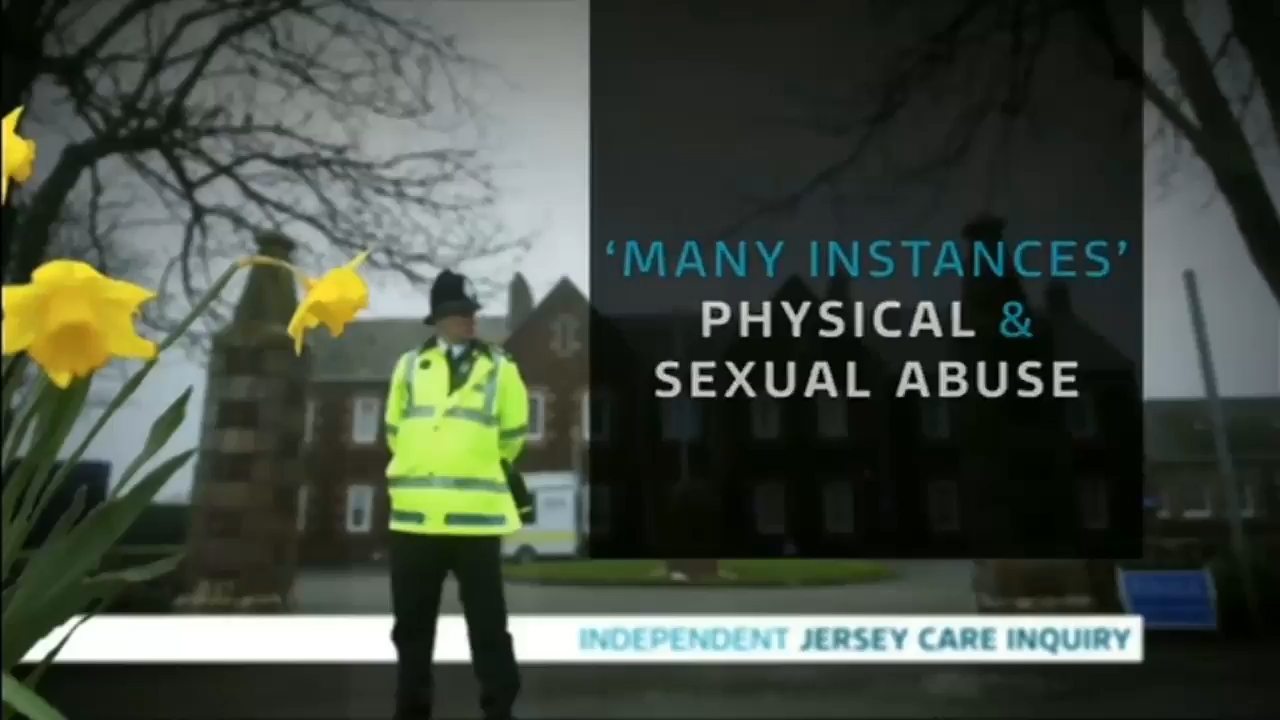 ‘MANY INSTANCES’
PHYSICAL &
SEXUAL ABUSE
INDEPENDENT JERSEY CARE INQUIRY